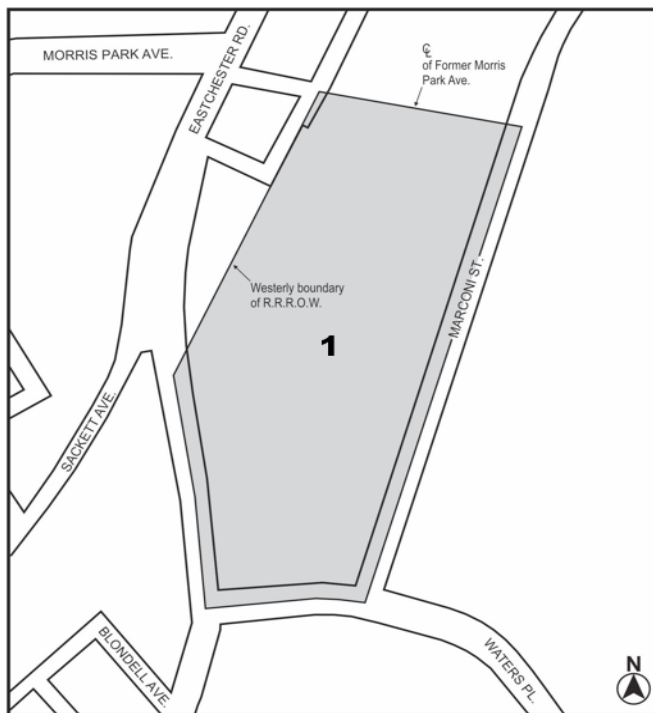 MORRIS PARK AVE.
EASTCHESTER RD.
℄
of Former Morris
Park Ave.
Westerly boundary
of R.R.R.O.W.
1
MARCONI ST.
SACKETT AVE.
BLONDELL AVE.
WATERS PL.
N